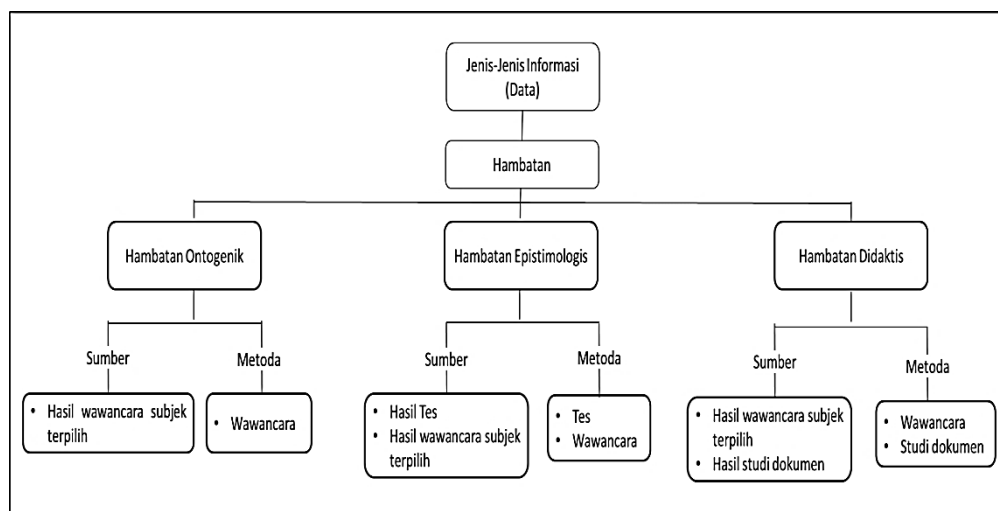 Jenis-Jenis Informasi
(Data)
Hambatan
Hambatan Ontogenik
Hambatan Epistimologis
Hambatan Didaktis
Sumber
Metoda
• Hasil wawancara subjek
terpilih
• Wawancara
Sumber
Metoda
• Hasil Tes
• Hasil wawancara subjek
terpilih
• Tes
• Wawancara
Sumber
Metoda
• Hasil wawancara subjek
terpilih
• Hasil studi dokumen
• Wawancara
• Studi dokumen